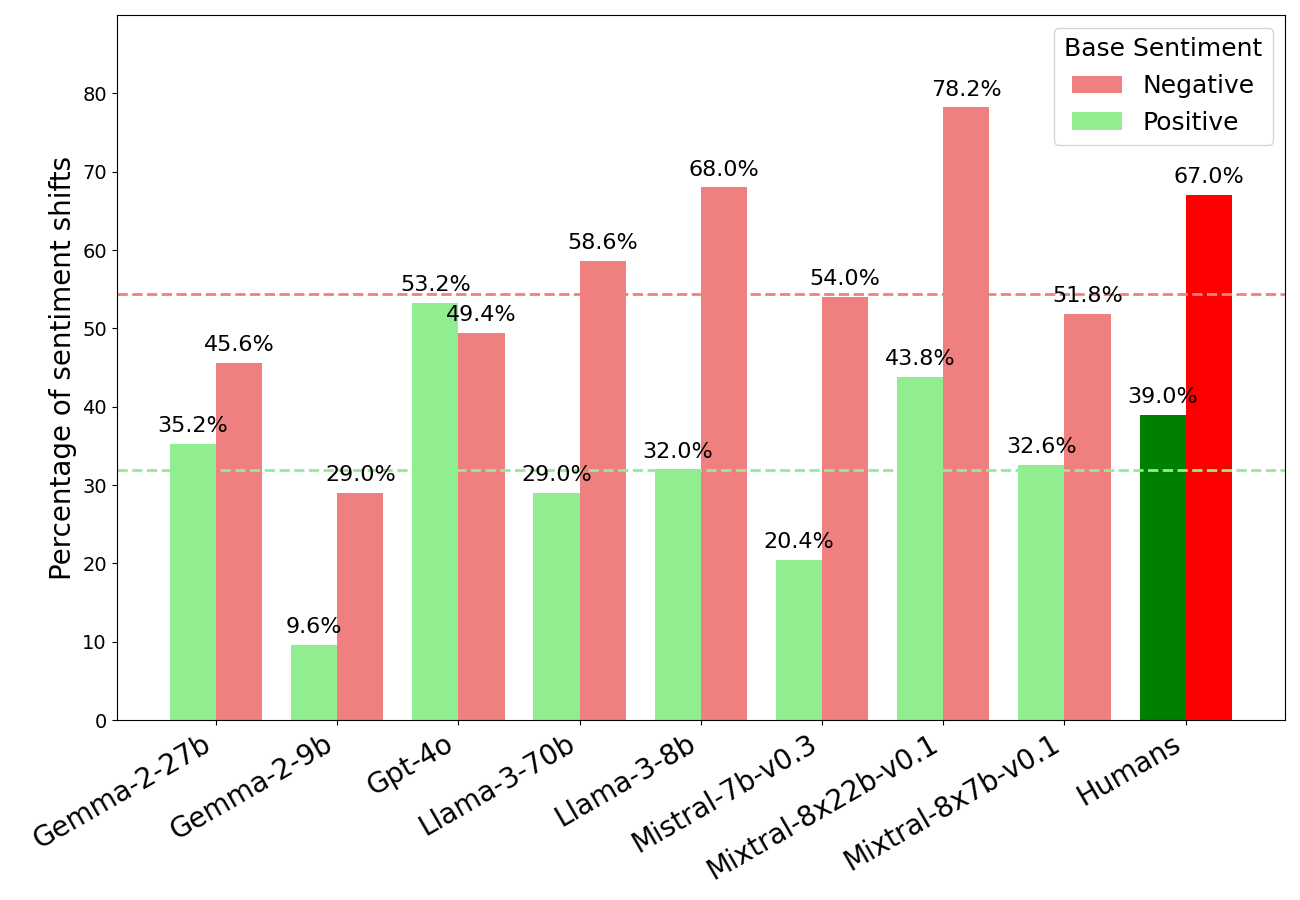 Base Sentiment
Negative
Positive
Percentage of sentiment shifts
80
70
60
50
40
30
20
10
0
35.2%
45.6%
9.6%
29.0%
53.2%
49.4%
29.0%
58.6%
32.0%
68.0%
20.4%
54.0%
43.8%
78.2%
32.6%
51.8%
39.0%
67.0%
Gemma-2-27b
Gemma-2-9b
Gpt-4o
Llama-3-70b
Llama-3-8b
Mistral-7b-v0.3
Mixtral-8x22b-v0.1
Mixtral-8x7b-v0.1
Humans